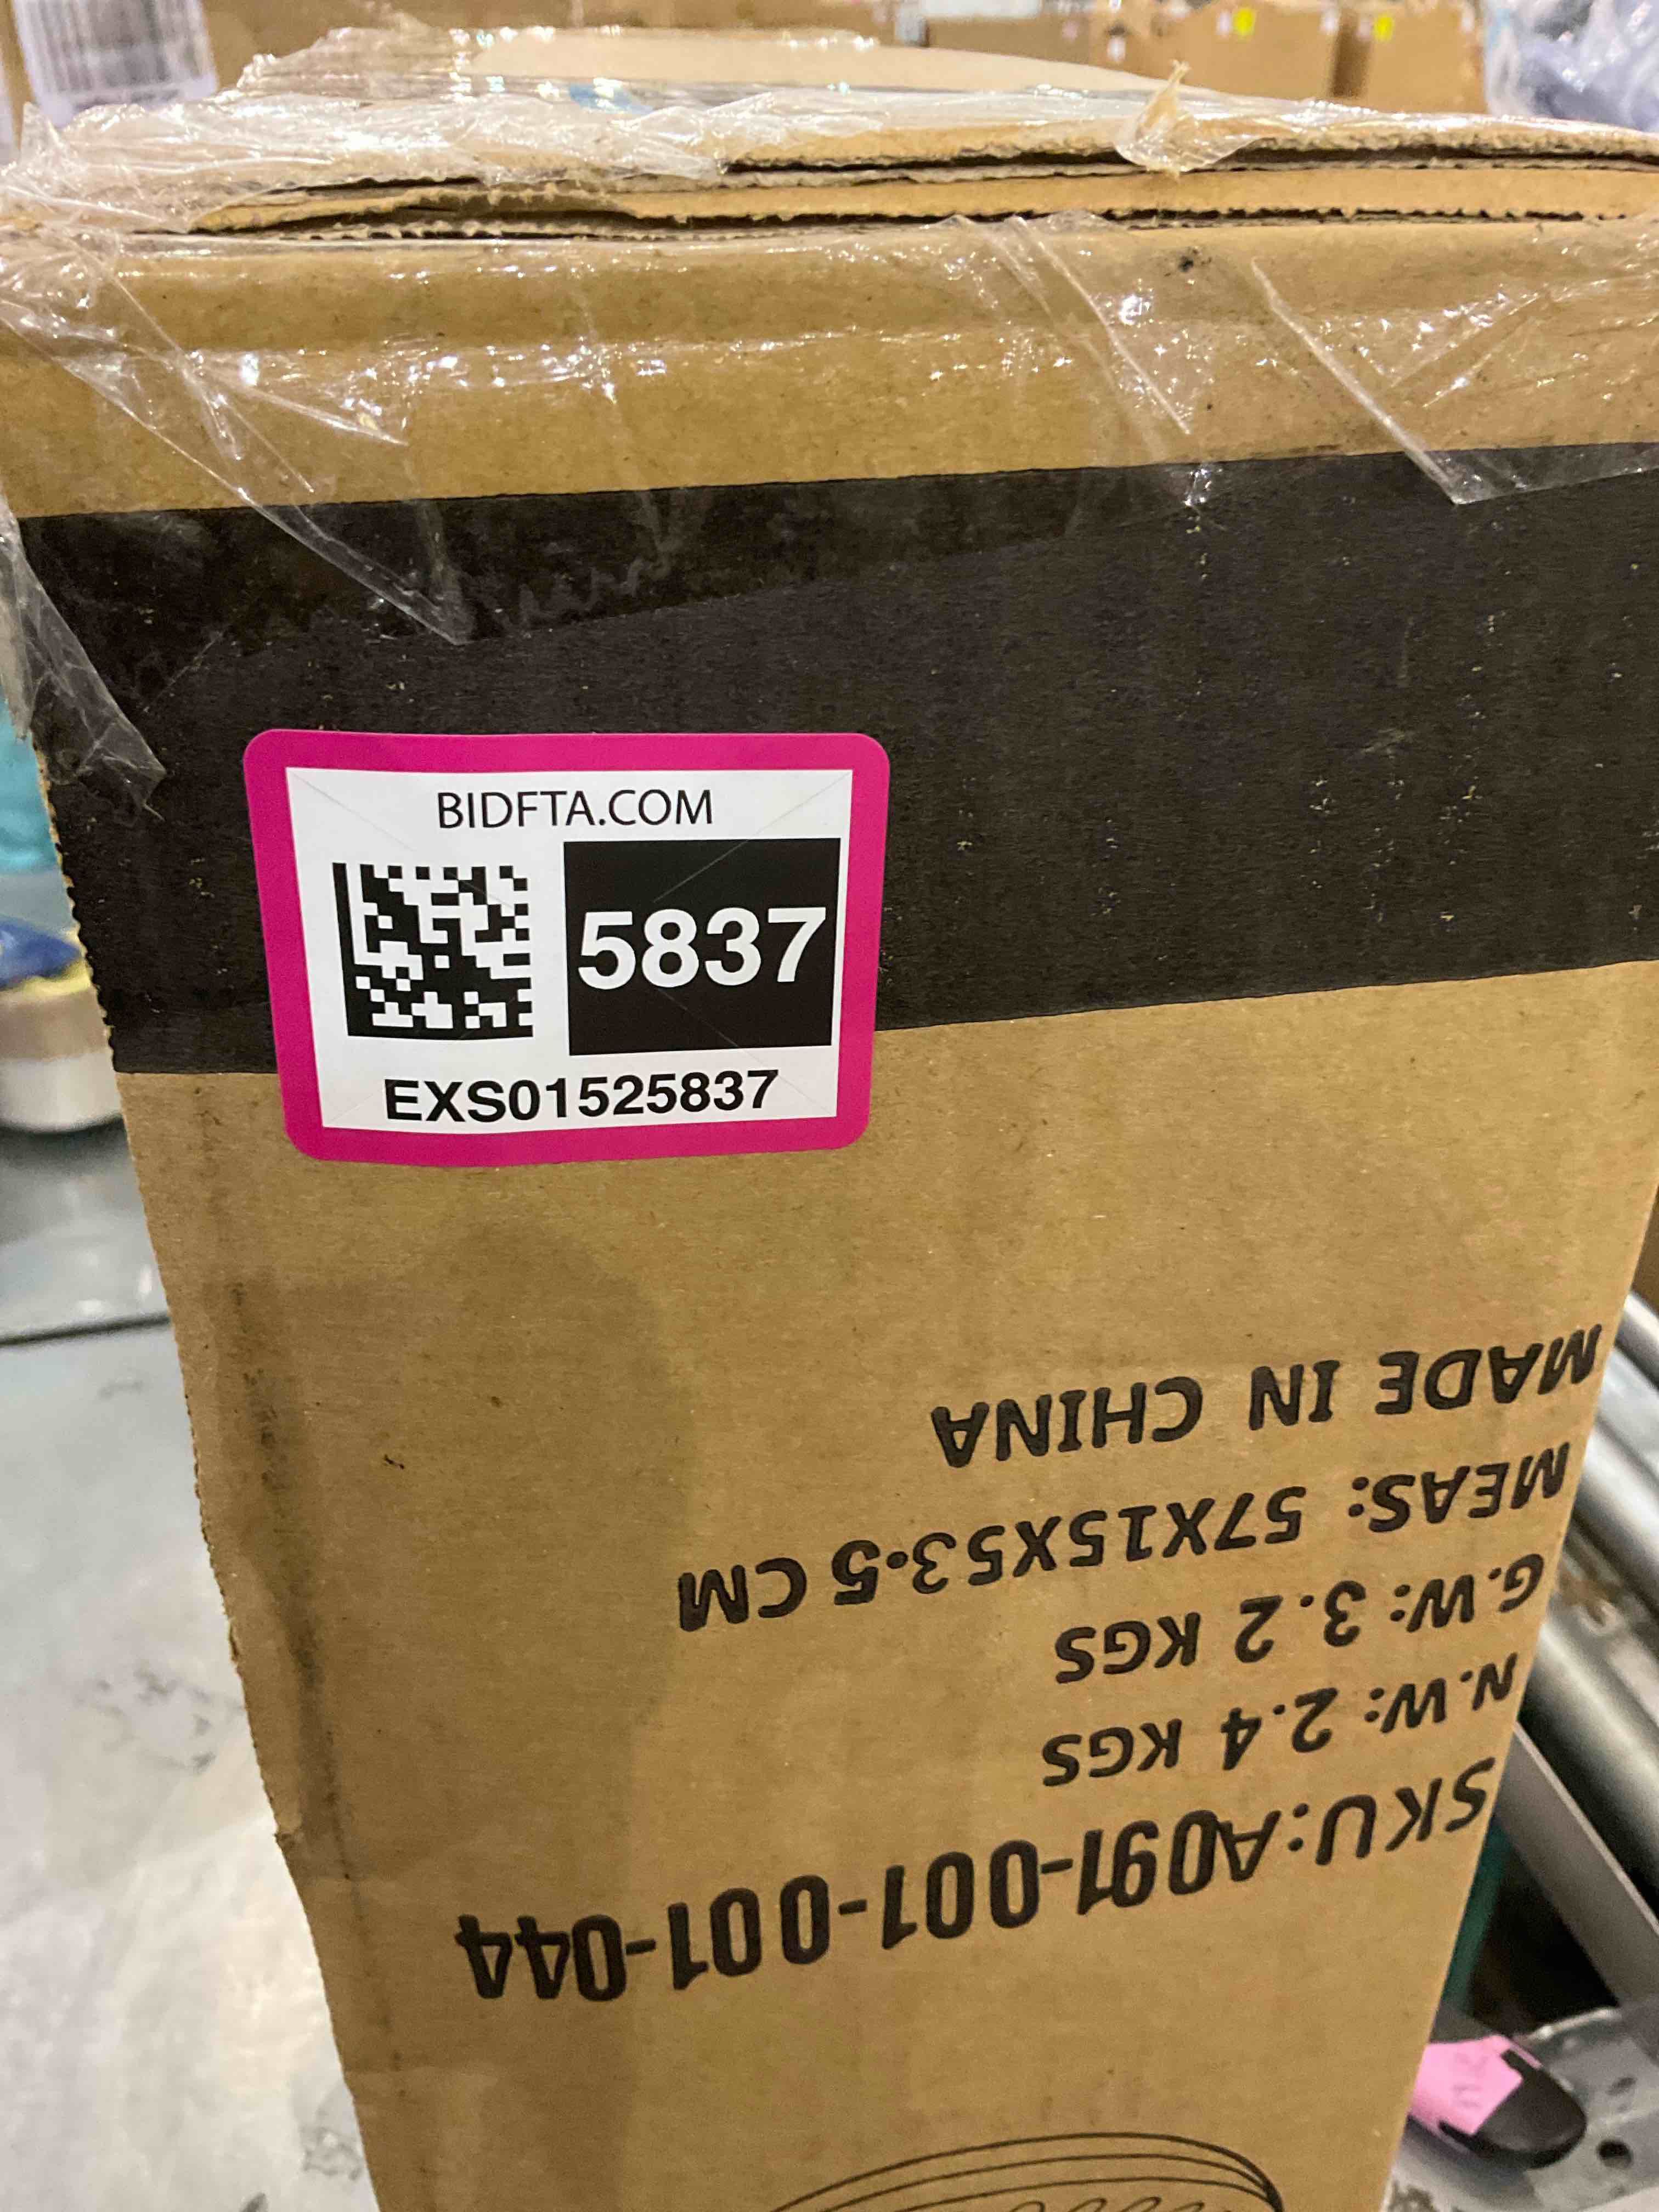 BIDFTA.COM
5837
EXS01525837
SKU:A091-001-001-044
N.W: 2.4 KGS
G.W: 3.2 KGS
MEAS: 57X15X53.5 CM
MADE IN CHINA